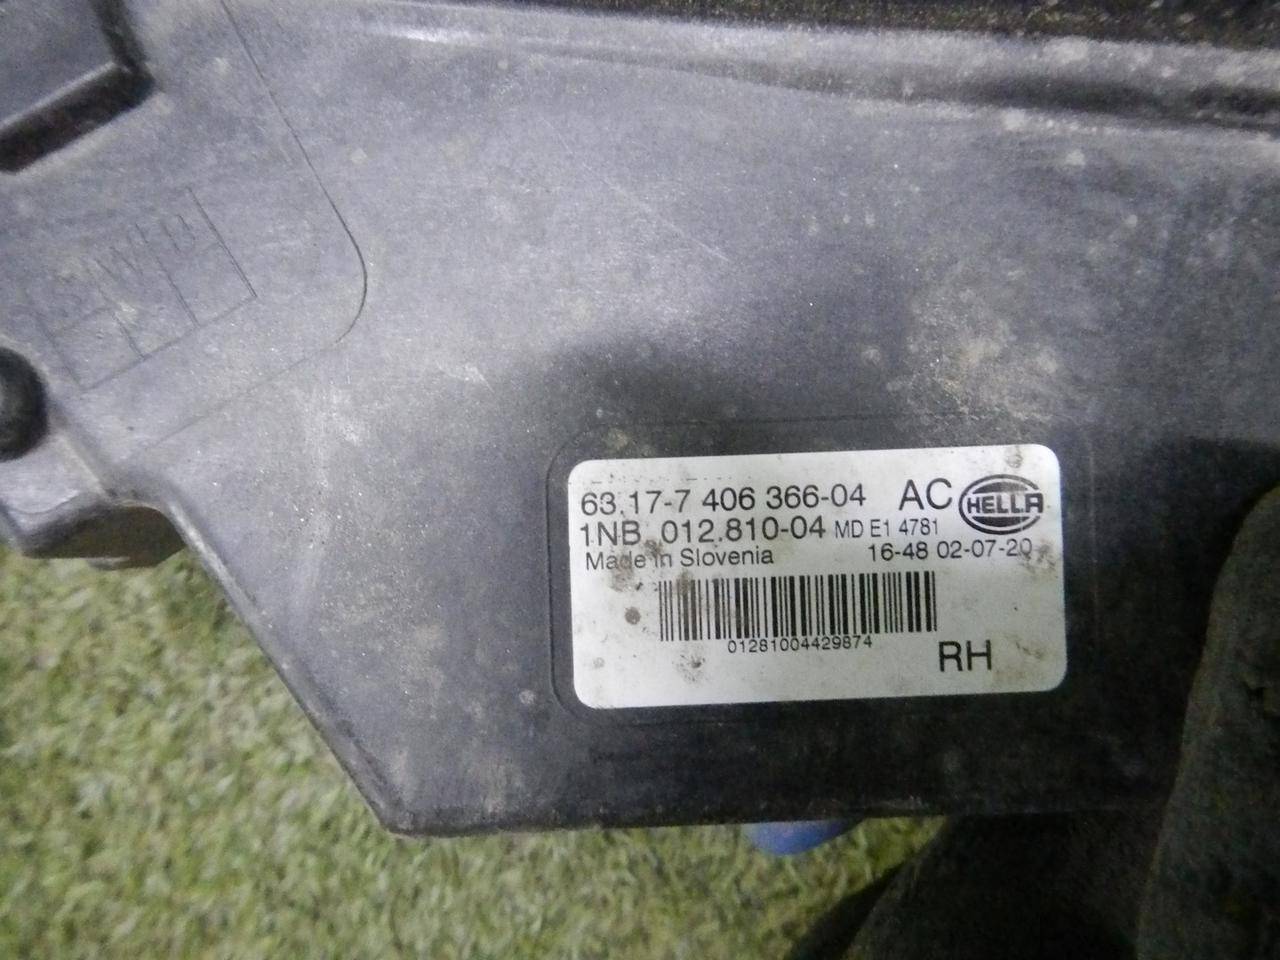 63.17-7 406 366-04 AC HELLA
1NB 012.810-04 MD E1 4781
Made in Slovenia 16-48 02-07-20
01281004429874
RH